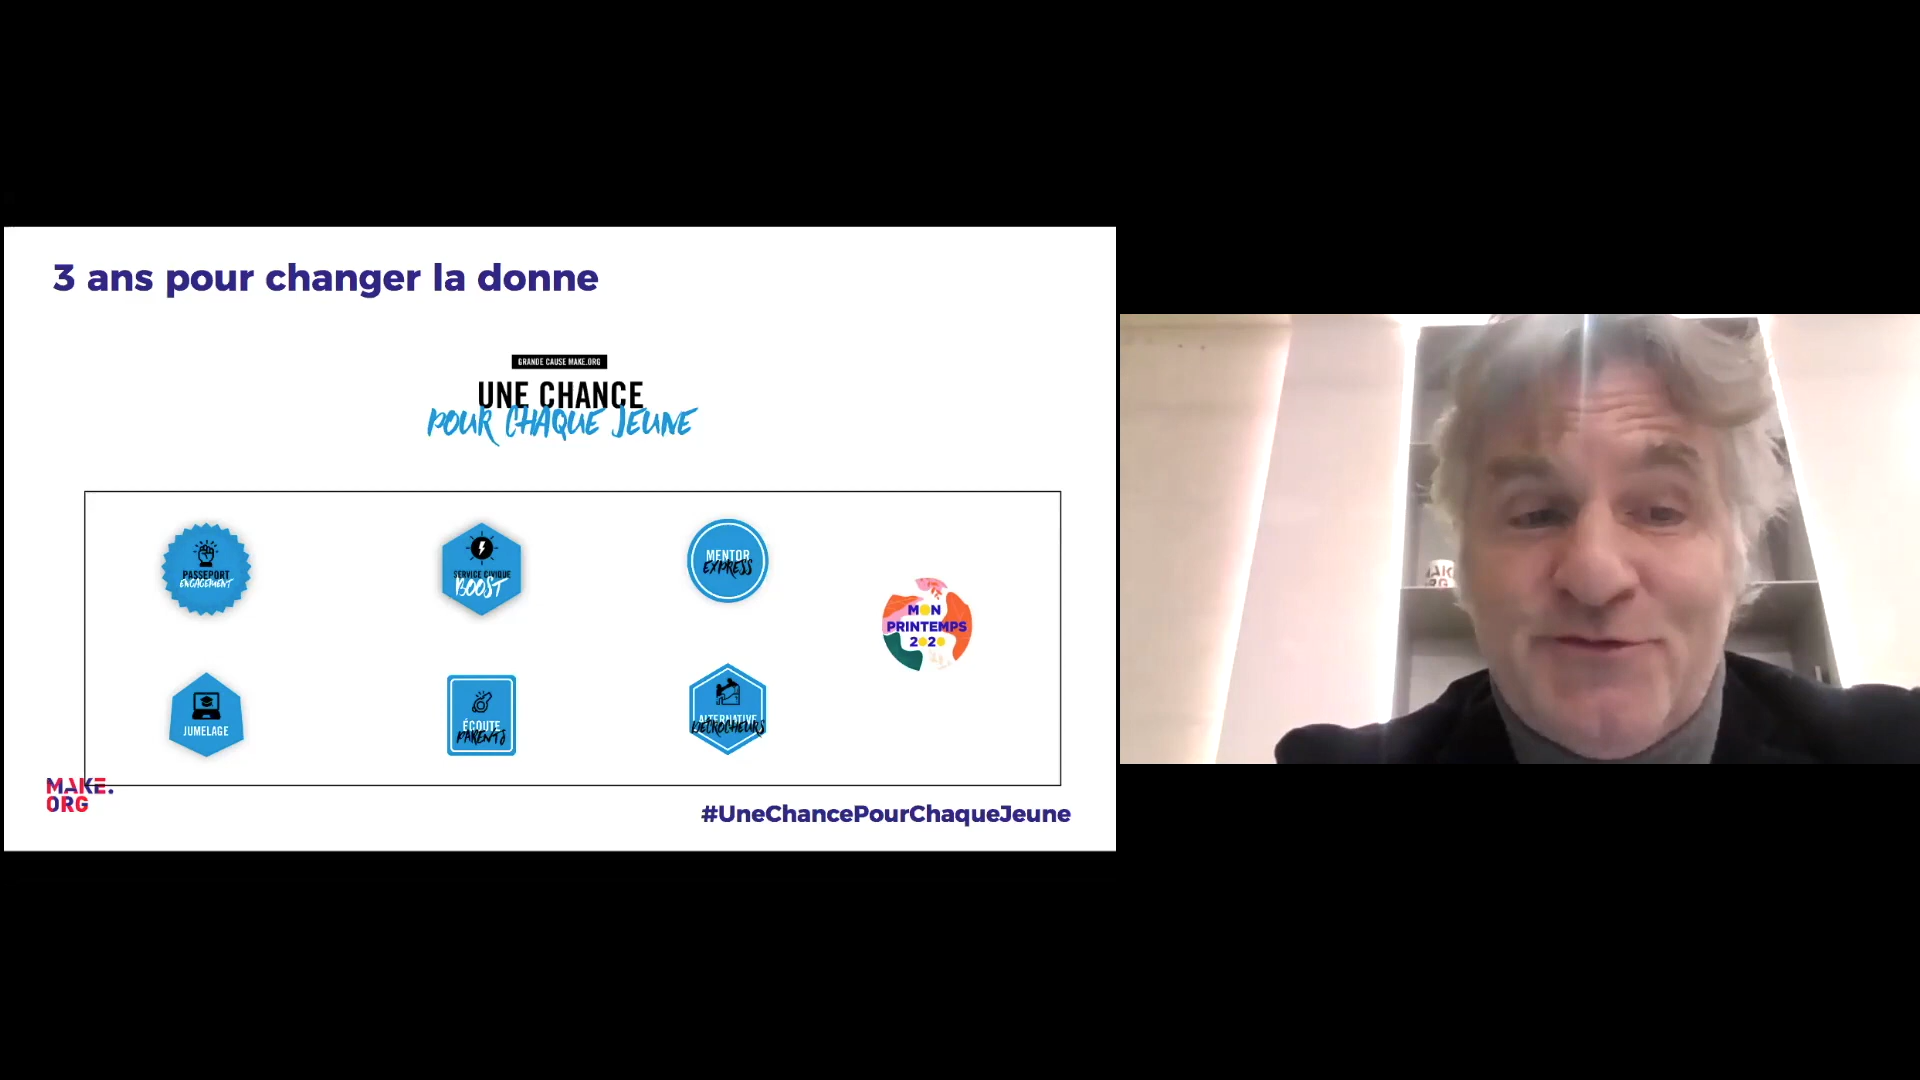 3 ans pour changer la donne
GRANDE CAUSE MAKE.ORG
UNE CHANCE
POUR CHAQUE JEUNE
PASSEPORT
ENGAGEMENT
SERVICE CIVIQUE
BOOST
MENTOR
EXPRESS
MON
PRINTEMPS
2020
JUMELAGE
ÉCOUTE
PARENTS
ALTERNATIVE
DÉCROCHEURS
MAKE.
ORG
#UneChancePourChaqueJeune